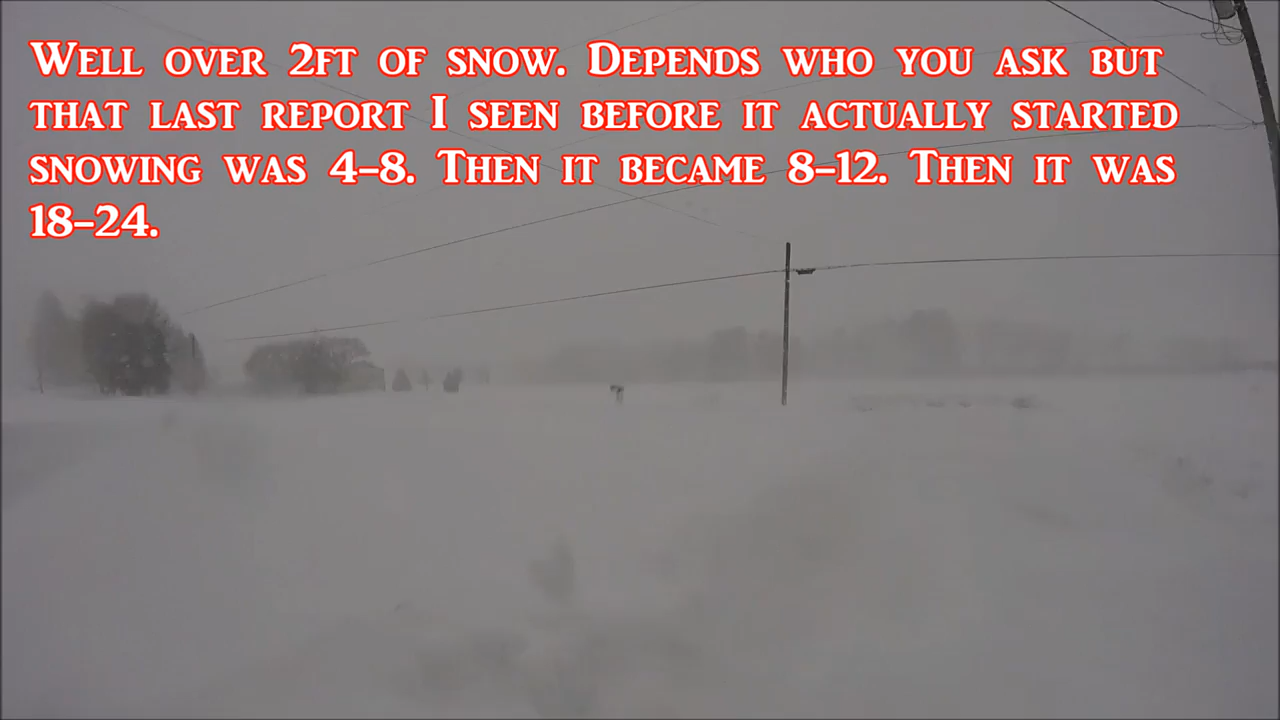 Well over 2ft of snow. Depends who you ask but
that last report I seen before it actually started
snowing was 4-8. Then it became 8-12. Then it was
18-24.